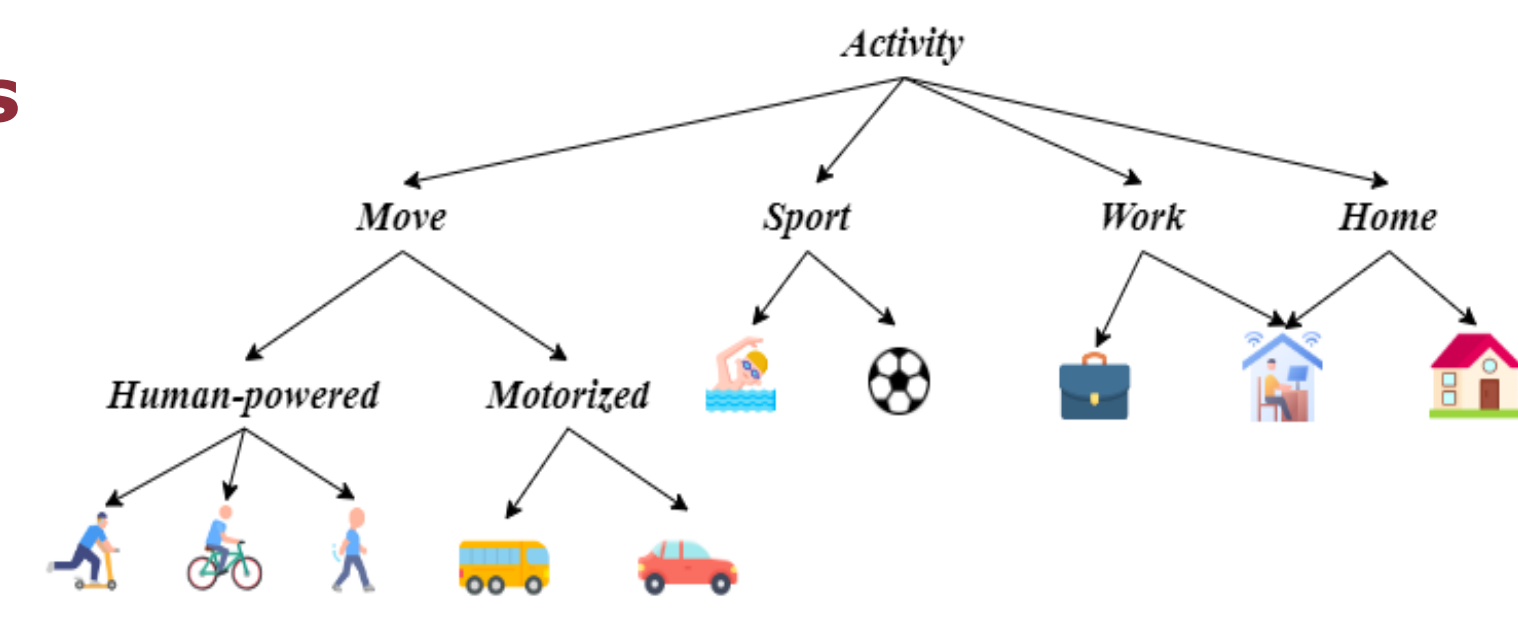 s
Activity
Move
Sport
Work
Home
Human-powered
Motorized